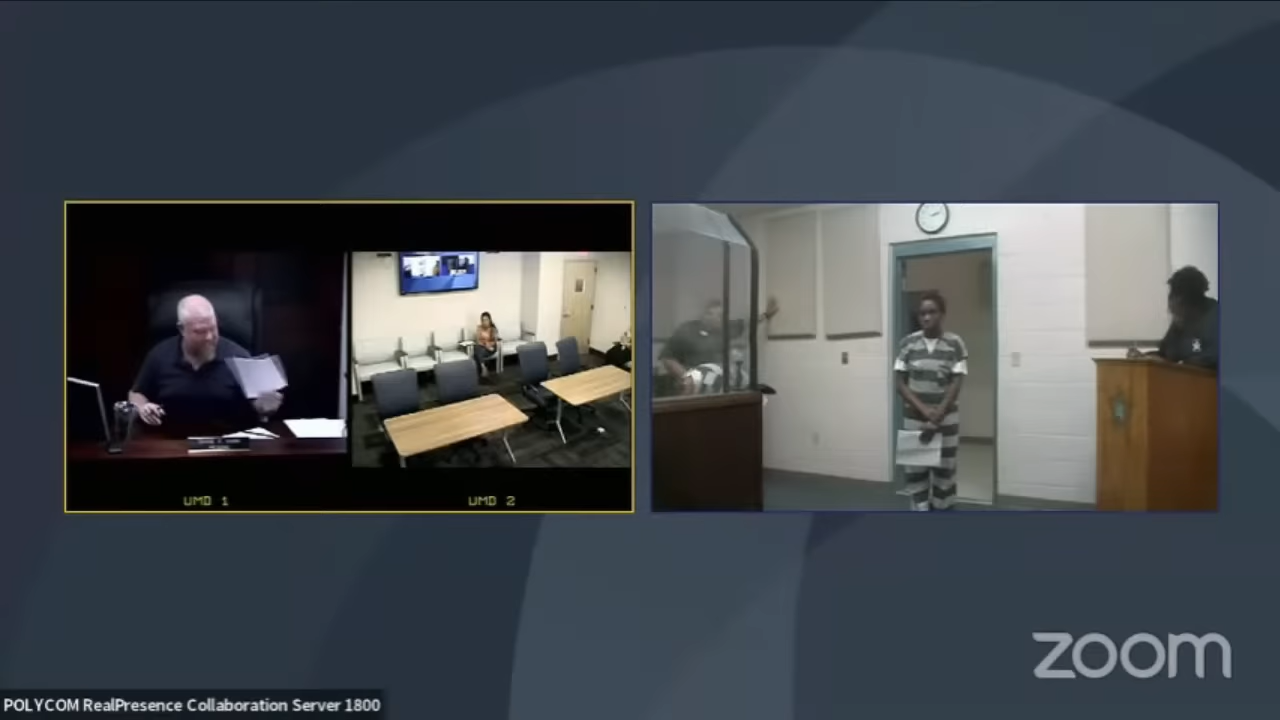 UMD 1
UMD 2
zoom
POLYCOM RealPresence Collaboration Server 1800